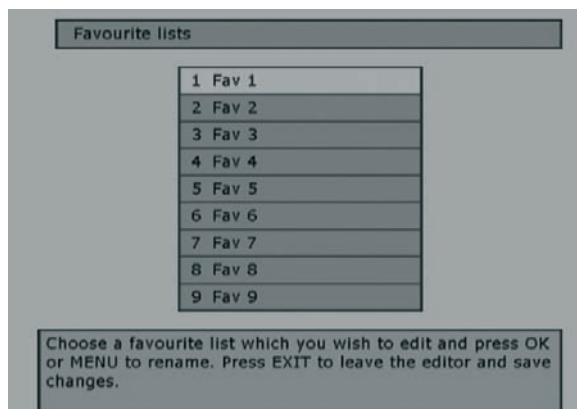 Favourite lists
1 Fav 1
2 Fav 2
3 Fav 3
4 Fav 4
5 Fav 5
6 Fav 6
7 Fav 7
8 Fav 8
9 Fav 9
Choose a favourite list which you wish to edit and press OK
or MENU to rename. Press EXIT to leave the editor and save
changes.